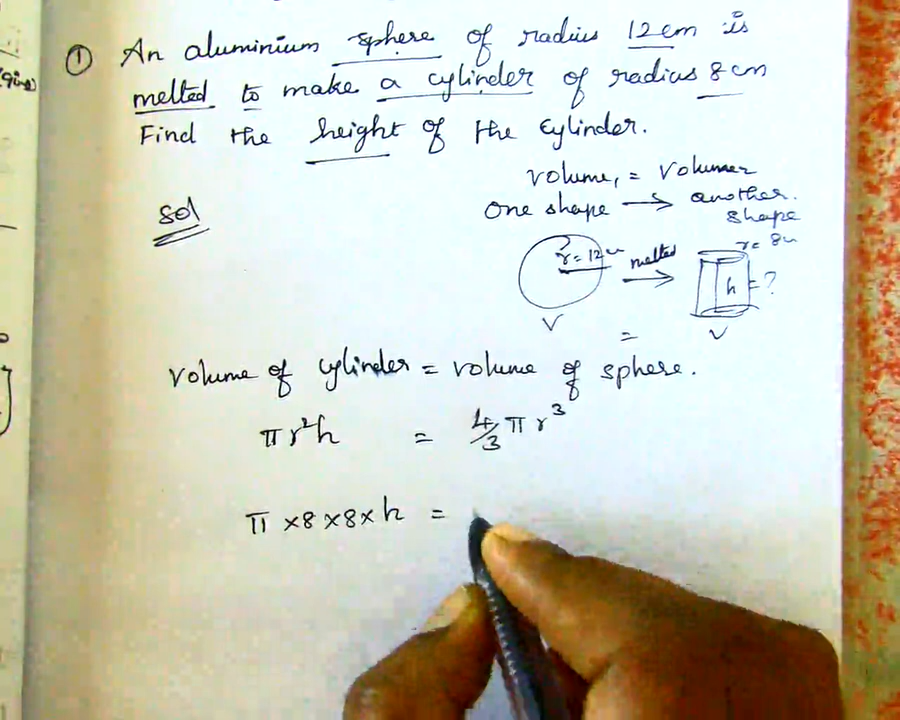 ① An aluminium sphere of radius 12cm is
melted to make a cylinder of radius 8cm
Find the height of the cylinder.
Sol
volume₁ = volume₂
One shape → another
shape
r=12
melted
r= 8
h =?
V = V
volume of cylinder = volume of sphere.
πr²h = 4/3 πr³
π×8×8×h =